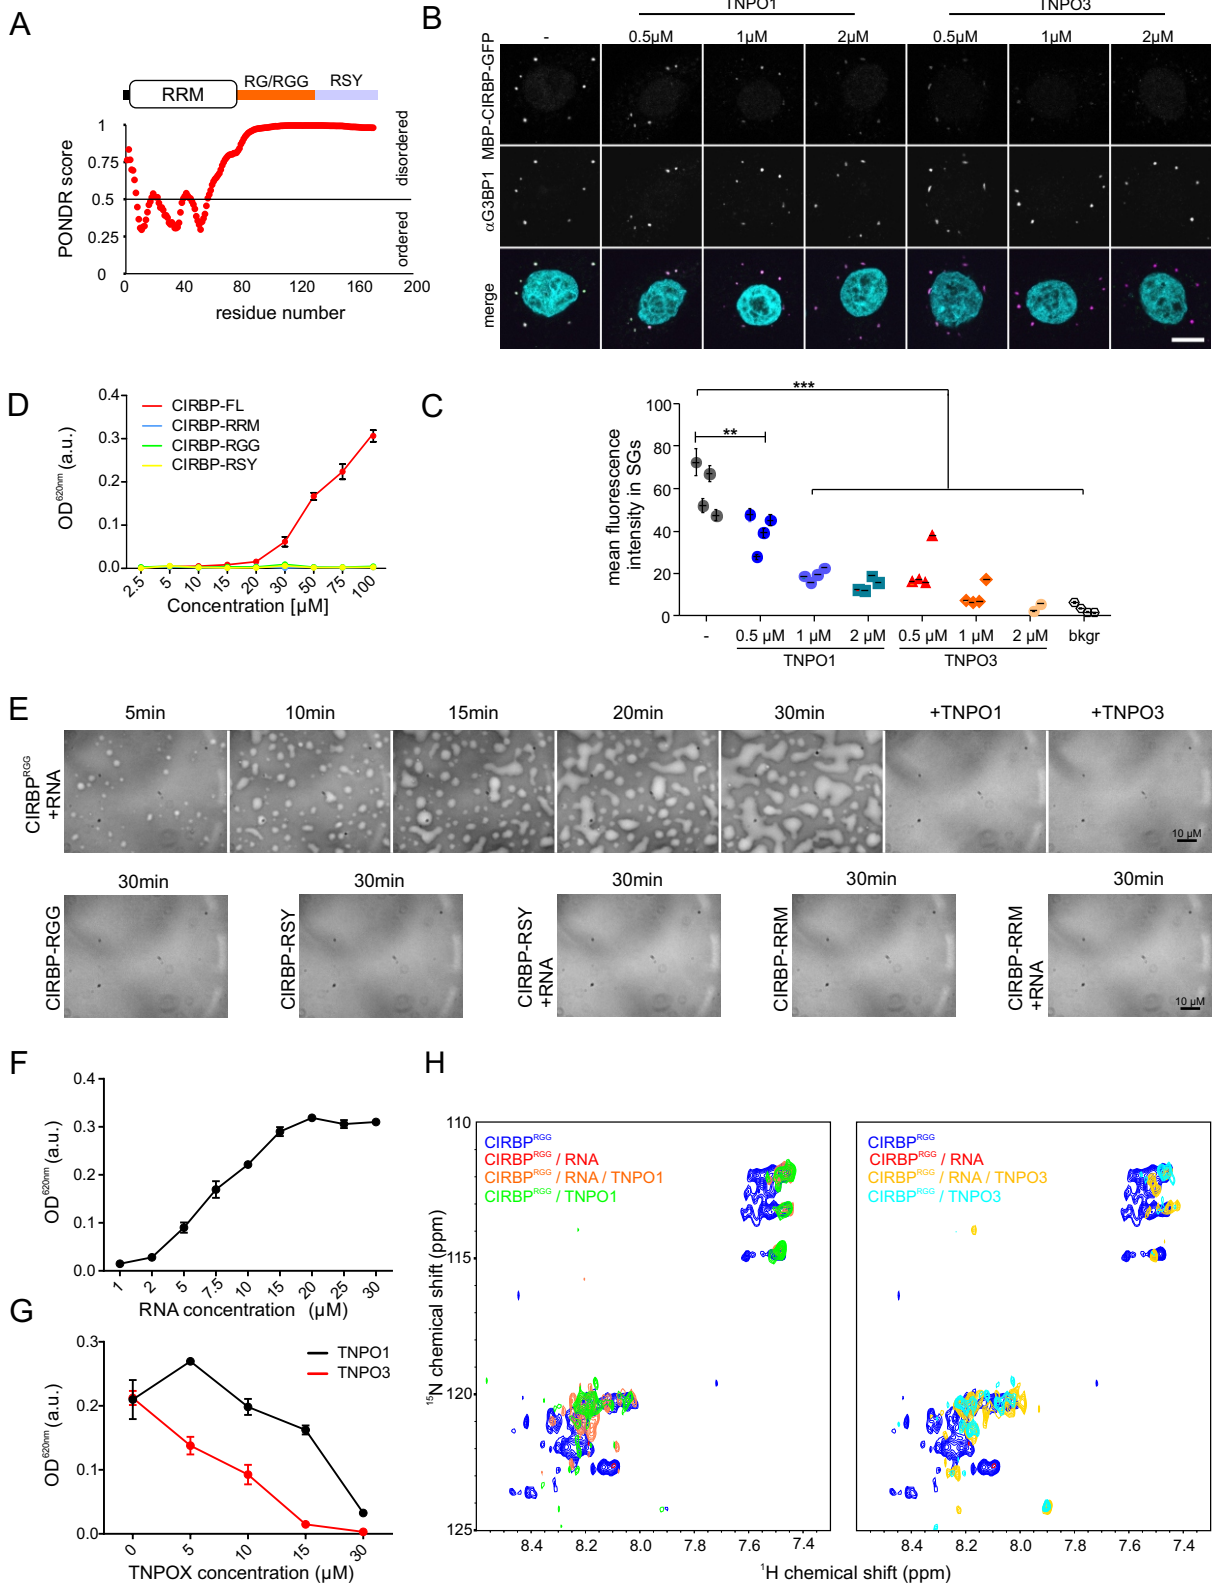 A
RRM
RG/RGG
RSY
PONDR score
1
0.75
0.5
0.25
0
disordered
ordered
0 40 80 120 160 200
residue number
B
TNPO1
TNPO3
- 0.5µM 1µM 2µM 0.5µM 1µM 2µM
MBP-CIRBP-GFP
αG3BP1
merge
D
OD620nm (a.u.)
0.4
0.3
0.2
0.1
0.0
CIRBP-FL
CIRBP-RRM
CIRBP-RGG
CIRBP-RSY
2.5 5 10 15 20 30 50 75 100
Concentration [µM]
C
mean fluorescence
intensity in SGs
100
80
60
40
20
0
***
**
- 0.5 µM 1 µM 2 µM 0.5 µM 1 µM 2 µM bkgr
TNPO1
TNPO3
E
5min 10min 15min 20min 30min +TNPO1 +TNPO3
CIRBPRGG
+RNA
10 µM
30min 30min 30min 30min 30min
CIRBP-RGG
CIRBP-RSY
CIRBP-RSY
+RNA
CIRBP-RRM
CIRBP-RRM
+RNA
10 µM
F
OD620nm (a.u.)
0.4
0.3
0.2
0.1
0.0
1 2 5 7.5 10 15 20 25 30
RNA concentration (µM)
G
OD620nm (a.u.)
0.3
0.2
0.1
0.0
TNPO1
TNPO3
0 5 10 15 30
TNPOX concentration (µM)
H
15N chemical shift (ppm)
110
115
120
125
CIRBPRGG
CIRBPRGG / RNA
CIRBPRGG / RNA / TNPO1
CIRBPRGG / TNPO1
8.4 8.2 8.0 7.8 7.6 7.4
CIRBPRGG
CIRBPRGG / RNA
CIRBPRGG / RNA / TNPO3
CIRBPRGG / TNPO3
8.4 8.2 8.0 7.8 7.6 7.4
1H chemical shift (ppm)